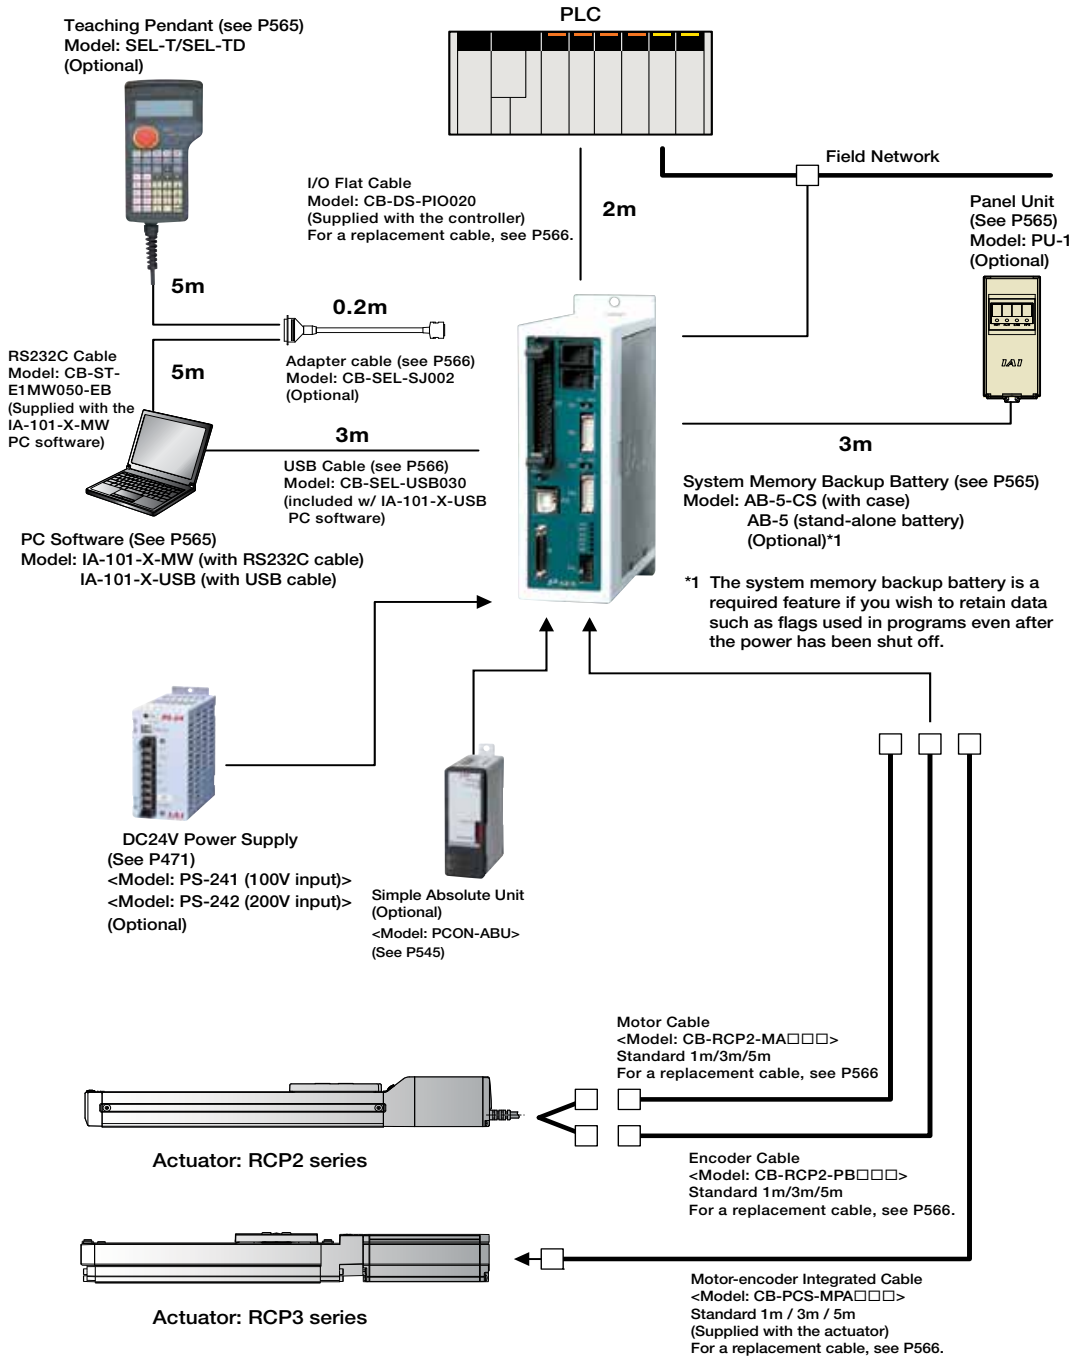 Teaching Pendant (see P565)
Model: SEL-T/SEL-TD
(Optional)
PLC
I/O Flat Cable
Model: CB-DS-PIO020
(Supplied with the controller)
For a replacement cable, see P566.
2m
Field Network
Panel Unit
(See P565)
Model: PU-1
(Optional)
5m
0.2m
RS232C Cable
Model: CB-ST-
E1MW050-EB
(Supplied with the
IA-101-X-MW
PC software)
5m
Adapter cable (see P566)
Model: CB-SEL-SJ002
(Optional)
IAI
3m
3m
USB Cable (see P566)
Model: CB-SEL-USB030
(included w/ IA-101-X-USB
PC software)
System Memory Backup Battery (see P565)
Model: AB-5-CS (with case)
AB-5 (stand-alone battery)
(Optional)*1
PC Software (See P565)
Model: IA-101-X-MW (with RS232C cable)
IA-101-X-USB (with USB cable)
*1 The system memory backup battery is a
required feature if you wish to retain data
such as flags used in programs even after
the power has been shut off.
PS-24
IAI
DC24V Power Supply
(See P471)
<Model: PS-241 (100V input)>
<Model: PS-242 (200V input)>
(Optional)
Simple Absolute Unit
(Optional)
<Model: PCON-ABU>
(See P545)
Motor Cable
<Model: CB-RCP2-MA□□□>
Standard 1m/3m/5m
For a replacement cable, see P566
Actuator: RCP2 series
Encoder Cable
<Model: CB-RCP2-PB□□□>
Standard 1m/3m/5m
For a replacement cable, see P566.
Actuator: RCP3 series
Motor-encoder Integrated Cable
<Model: CB-PCS-MPA□□□>
Standard 1m / 3m / 5m
(Supplied with the actuator)
For a replacement cable, see P566.